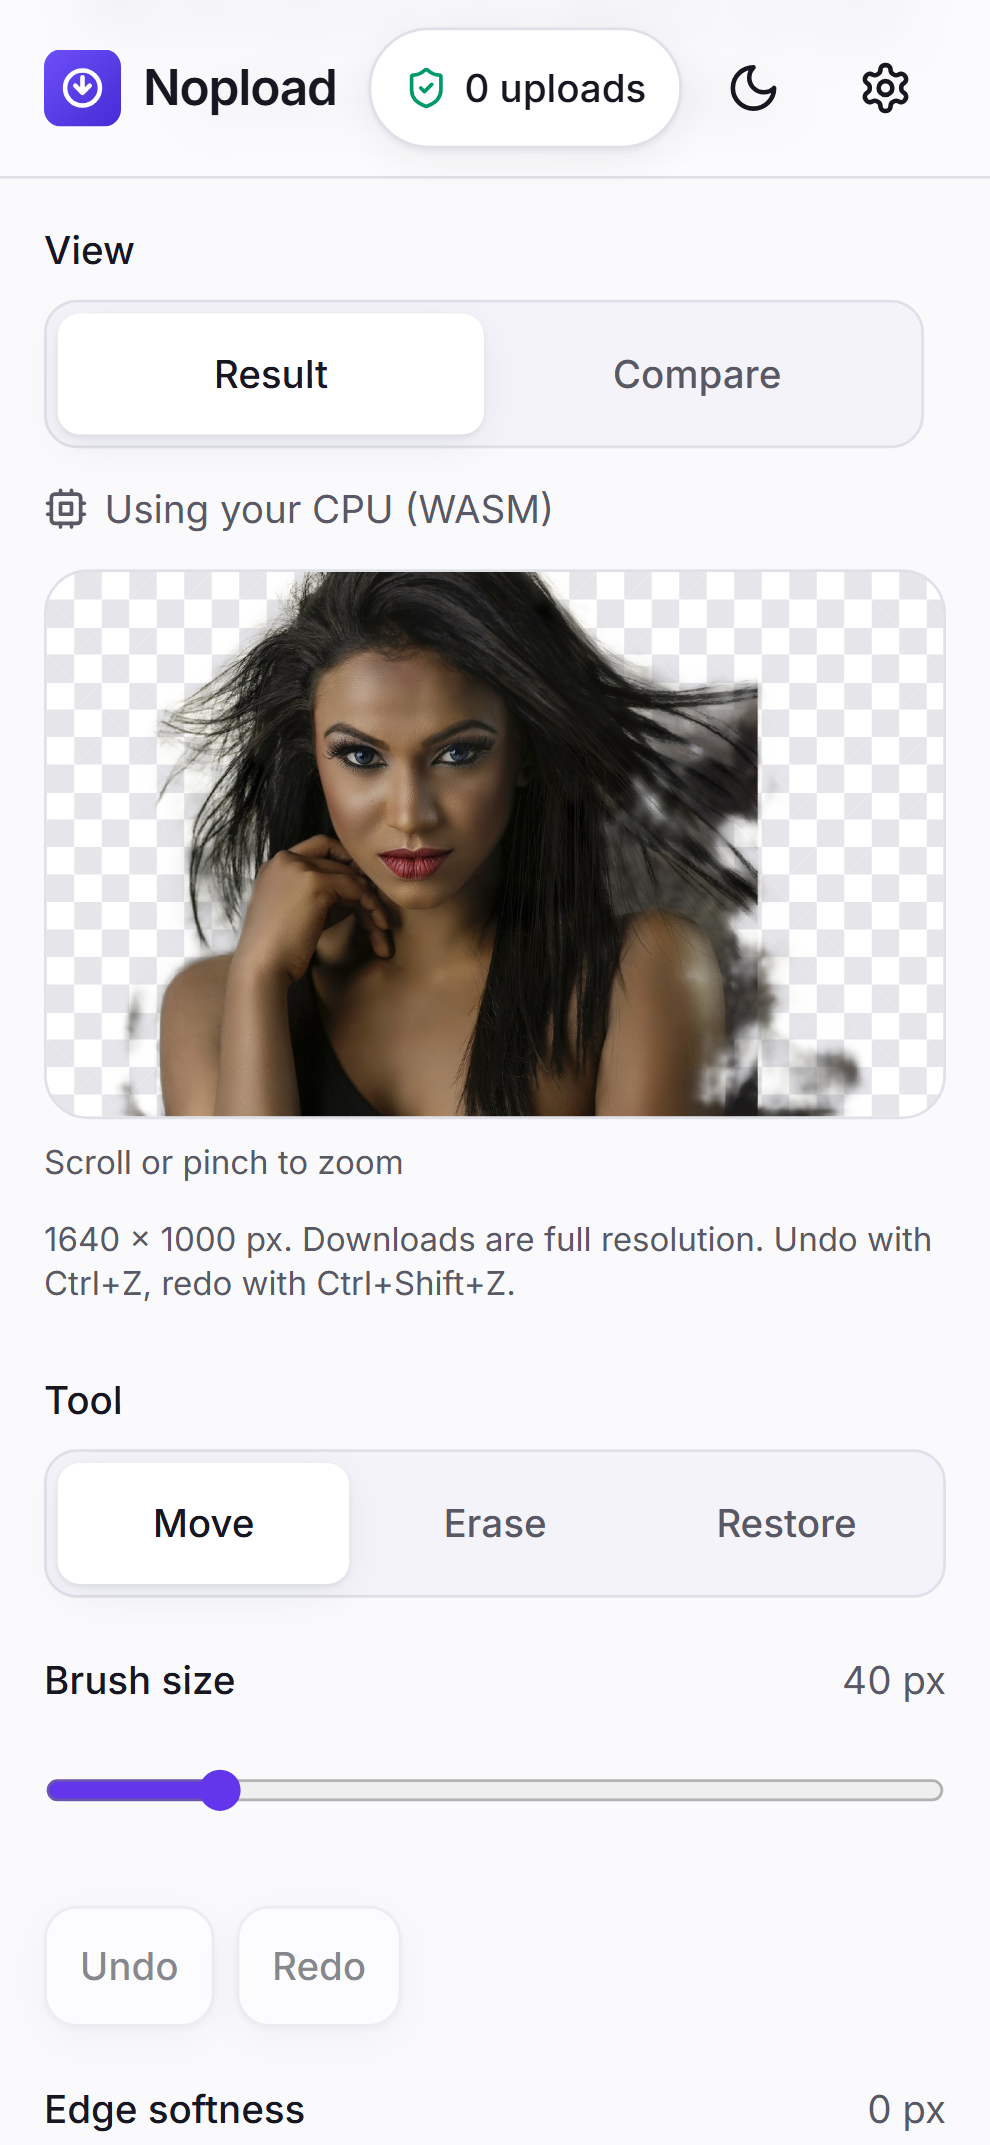 Nopload
0 uploads
View
Result
Compare
Using your CPU (WASM)
Scroll or pinch to zoom
1640 × 1000 px. Downloads are full resolution. Undo with
Ctrl+Z, redo with Ctrl+Shift+Z.
Tool
Move
Erase
Restore
Brush size
40 px
Undo
Redo
Edge softness
0 px